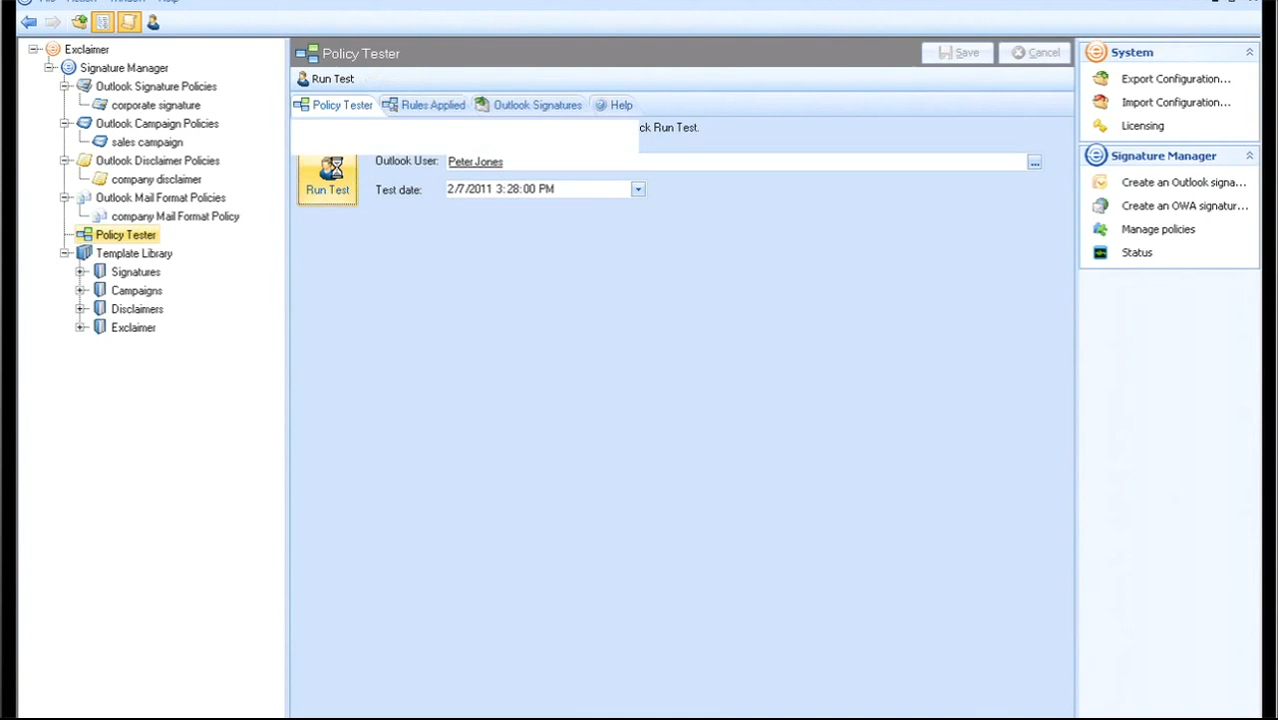 Exclaimer
Signature Manager
Outlook Signature Policies
corporate signature
Outlook Campaign Policies
sales campaign
Outlook Disclaimer Policies
company disclaimer
Outlook Mail Format Policies
company Mail Format Policy
Policy Tester
Template Library
Signatures
Campaigns
Disclaimers
Exclaimer
Policy Tester
Save
Cancel
Run Test
Policy Tester
Rules Applied
Outlook Signatures
Help
ck Run Test.
Run Test
Outlook User: Peter Jones
...
Test date: 2/7/2011 3:28:00 PM
System
Export Configuration...
Import Configuration...
Licensing
Signature Manager
Create an Outlook signa...
Create an OWA signatur...
Manage policies
Status